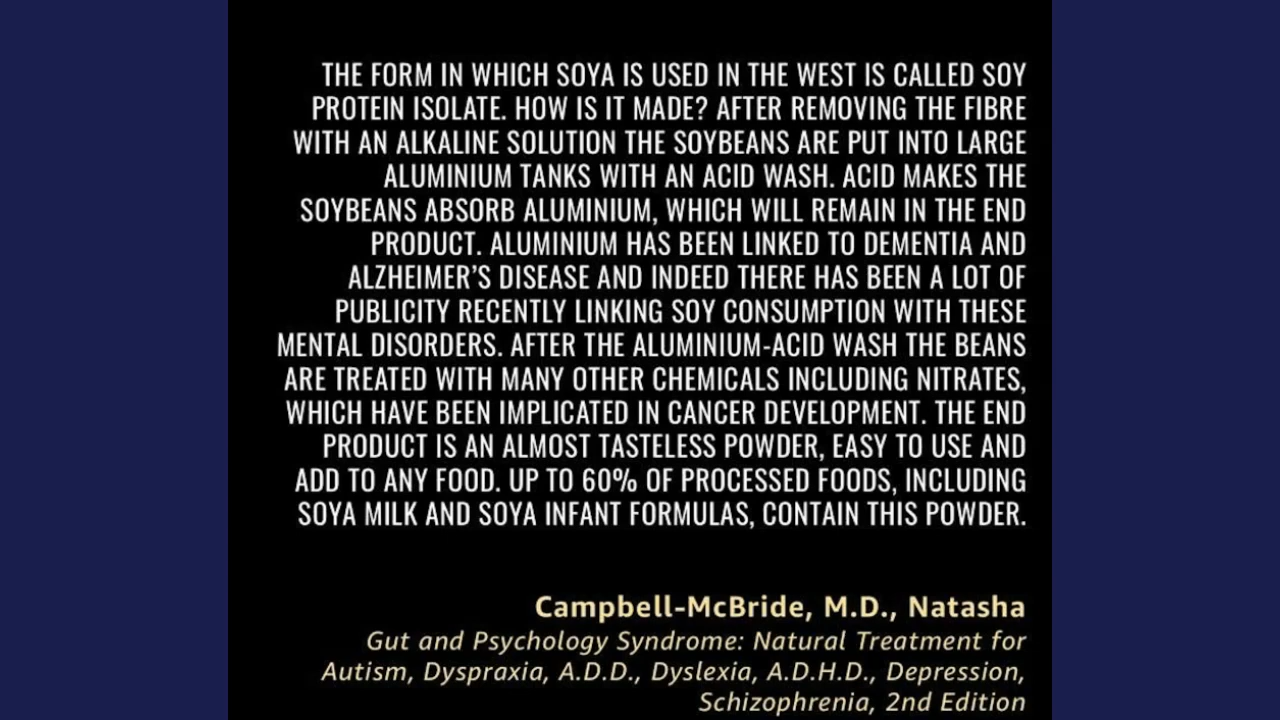 THE FORM IN WHICH SOYA IS USED IN THE WEST IS CALLED SOY
PROTEIN ISOLATE. HOW IS IT MADE? AFTER REMOVING THE FIBRE
WITH AN ALKALINE SOLUTION THE SOYBEANS ARE PUT INTO LARGE
ALUMINIUM TANKS WITH AN ACID WASH. ACID MAKES THE
SOYBEANS ABSORB ALUMINIUM, WHICH WILL REMAIN IN THE END
PRODUCT. ALUMINIUM HAS BEEN LINKED TO DEMENTIA AND
ALZHEIMER'S DISEASE AND INDEED THERE HAS BEEN A LOT OF
PUBLICITY RECENTLY LINKING SOY CONSUMPTION WITH THESE
MENTAL DISORDERS. AFTER THE ALUMINIUM-ACID WASH THE BEANS
ARE TREATED WITH MANY OTHER CHEMICALS INCLUDING NITRATES,
WHICH HAVE BEEN IMPLICATED IN CANCER DEVELOPMENT. THE END
PRODUCT IS AN ALMOST TASTELESS POWDER, EASY TO USE AND
ADD TO ANY FOOD. UP TO 60% OF PROCESSED FOODS, INCLUDING
SOYA MILK AND SOYA INFANT FORMULAS, CONTAIN THIS POWDER.
Campbell-McBride, M.D., Natasha
Gut and Psychology Syndrome: Natural Treatment for
Autism, Dyspraxia, A.D.D., Dyslexia, A.D.H.D., Depression,
Schizophrenia, 2nd Edition